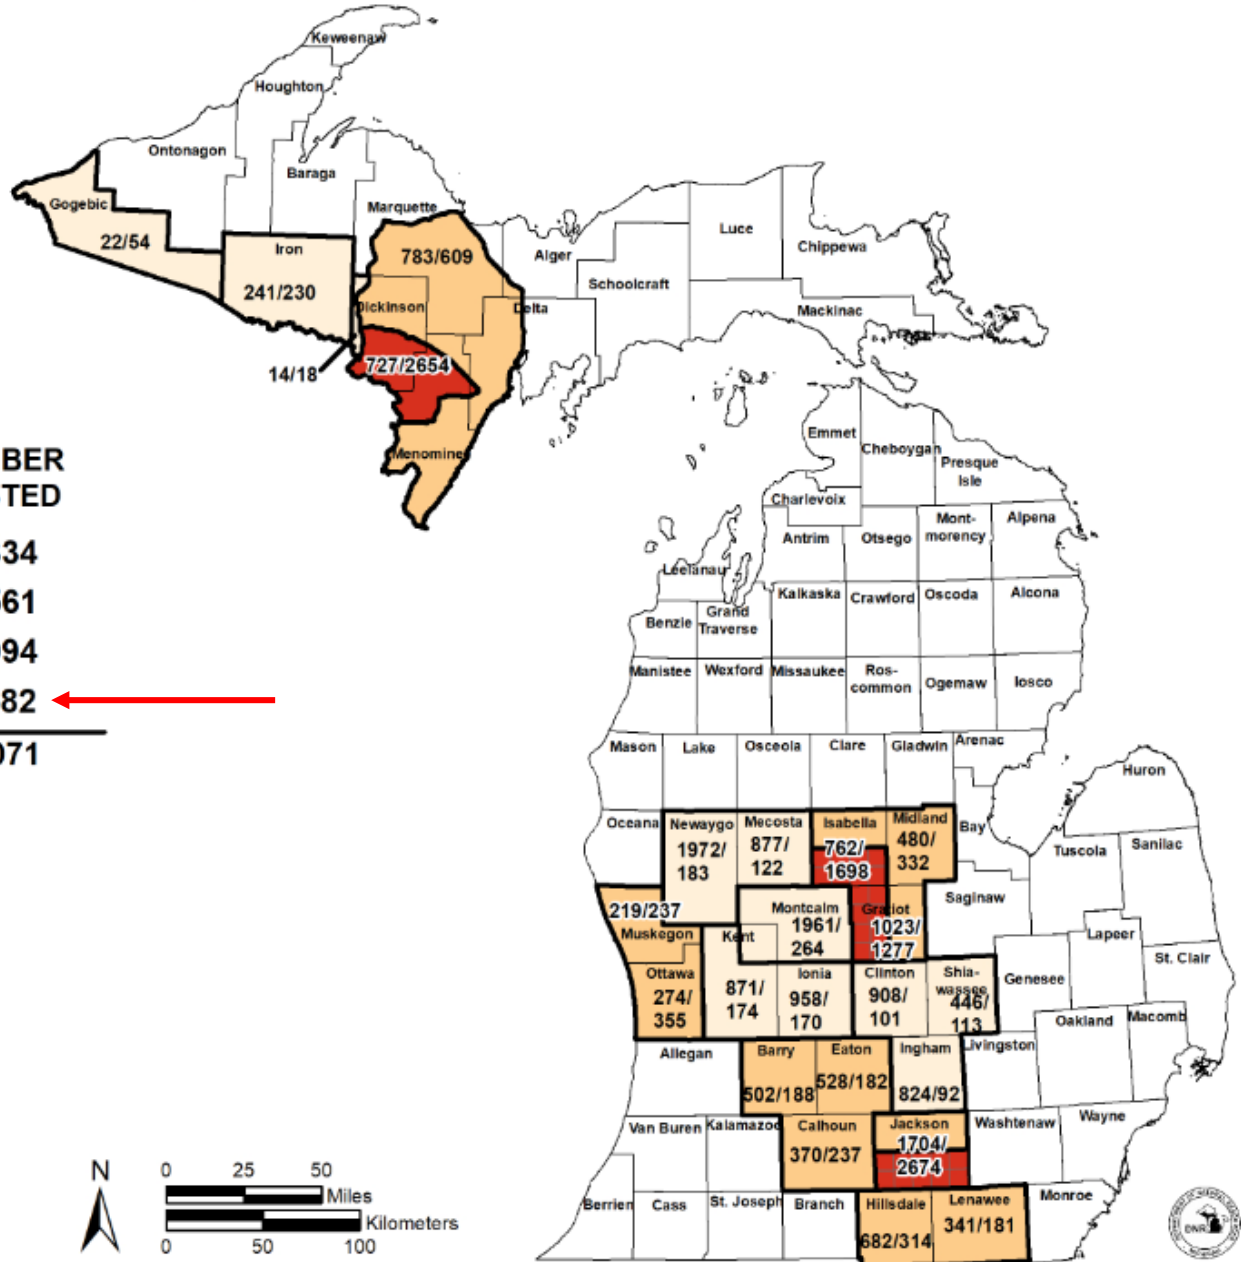 Keweenaw
Houghton
Ontonagon
Baraga
Gogebic
22/54
Iron
241/230
Marquette
783/609
Dickinson
Delta
14/18
727/2654
Menomine
Alger
Schoolcraft
Luce
Chippewa
Mackinac
BER
TED
34
61
94
82
071
Emmet
Cheboygan
Presque
Isle
Charlevoix
Antrim
Otsego
Mont-
morency
Alpena
Leelanau
Kalkaska
Crawford
Oscoda
Alcona
Benzie
Grand
Traverse
Manistee
Wexford
Missaukee
Ros-
common
Ogemaw
Iosco
Mason
Lake
Osceola
Clare
Gladwin
Arenac
Huron
Oceana
Newaygo
1972/
183
Mecosta
877/
122
Isabella
762/
1698
Midland
480/
332
Bay
Tuscola
Sanilac
219/237
Muskegon
Montcalm
1961/
264
Gratiot
1023/
1277
Saginaw
Lapeer
St. Clair
Kent
871/
174
Ottawa
274/
355
Ionia
958/
170
Clinton
908/
101
Shia-
wassee
446/
113
Genesee
Oakland
Macomb
Allegan
Barry
502/188
Eaton
528/182
Ingham
824/92
Livingston
Van Buren
Kalamazoo
Calhoun
370/237
Jackson
1704/
2674
Washtenaw
Wayne
Berrien
Cass
St. Joseph
Branch
Hillsdale
682/314
Lenawee
341/181
Monroe
N
0 25 50
Miles
Kilometers
0 50 100
DNR